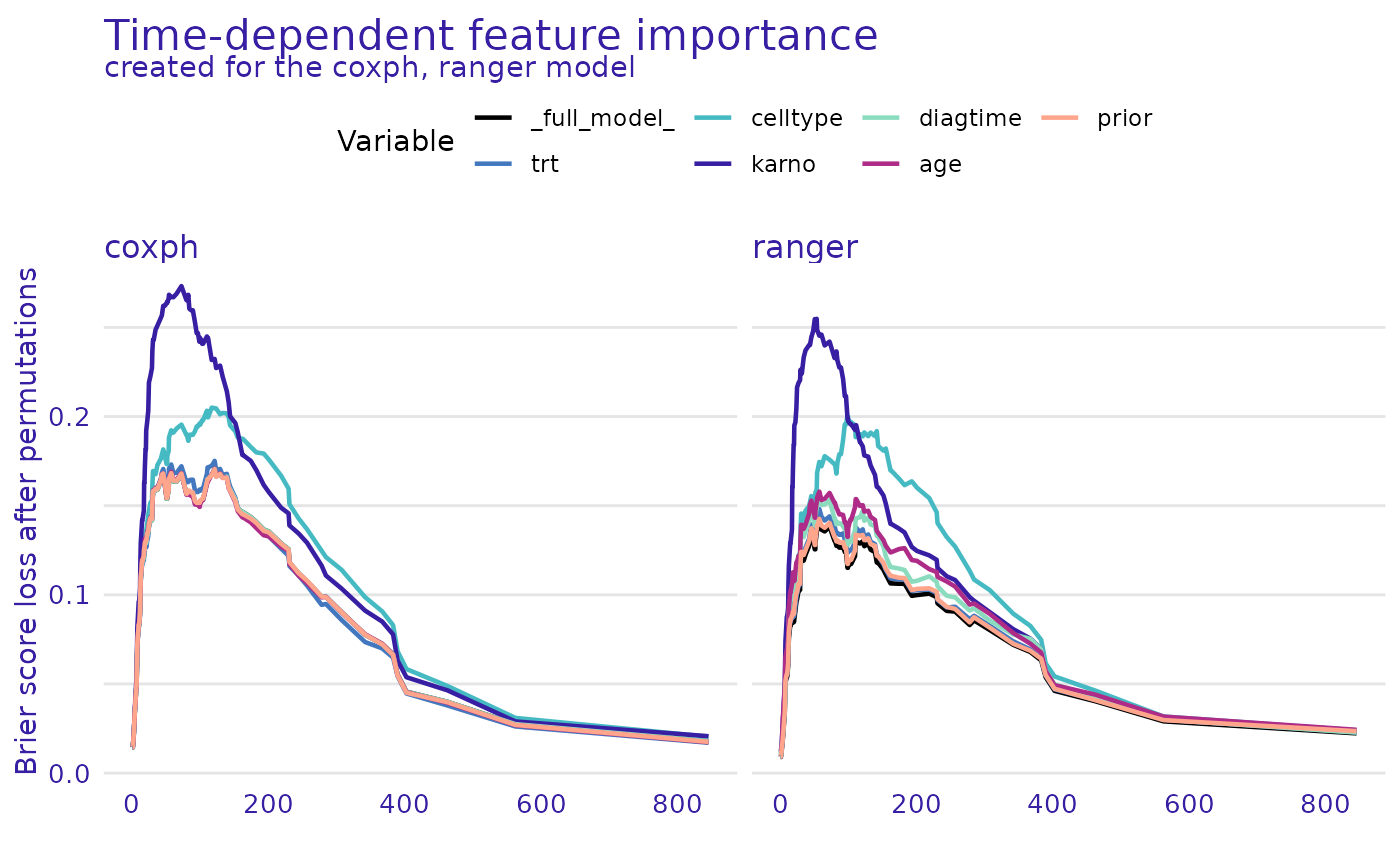 Time-dependent feature importance
created for the coxph, ranger model
Variable
_full_model_ celltype diagtime prior
trt karno age
coxph ranger
Brier score loss after permutations
0.2
0.1
0.0
0 200 400 600 800 0 200 400 600 800